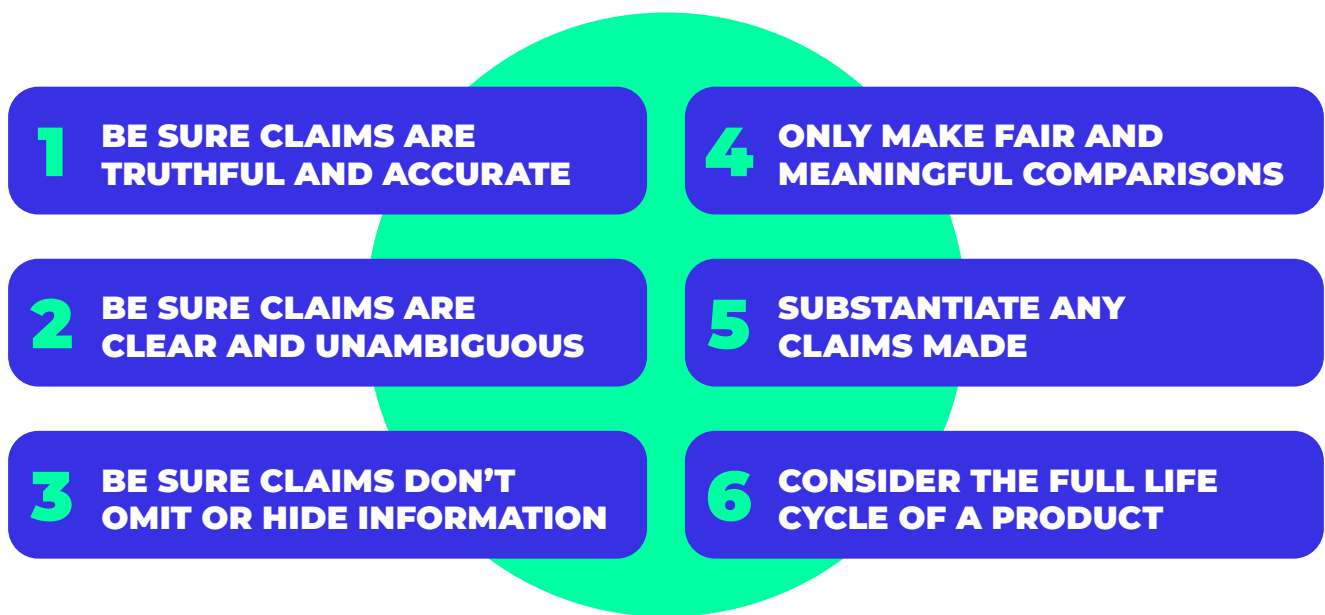 1 BE SURE CLAIMS ARE
TRUTHFUL AND ACCURATE
2 BE SURE CLAIMS ARE
CLEAR AND UNAMBIGUOUS
3 BE SURE CLAIMS DON’T
OMIT OR HIDE INFORMATION
4 ONLY MAKE FAIR AND
MEANINGFUL COMPARISONS
5 SUBSTANTIATE ANY
CLAIMS MADE
6 CONSIDER THE FULL LIFE
CYCLE OF A PRODUCT